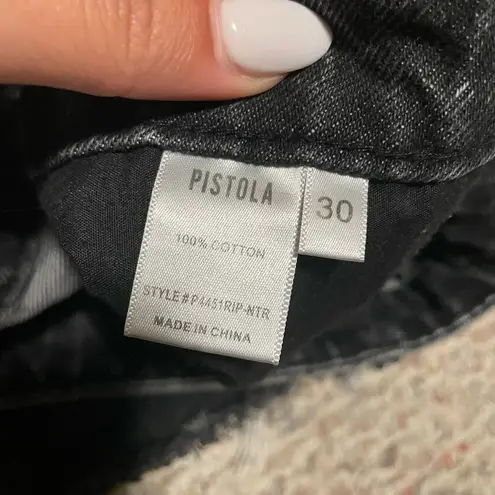 PISTOLA
30
100% COTTON
STYLE#P4451RIP-NTR
MADE IN CHINA